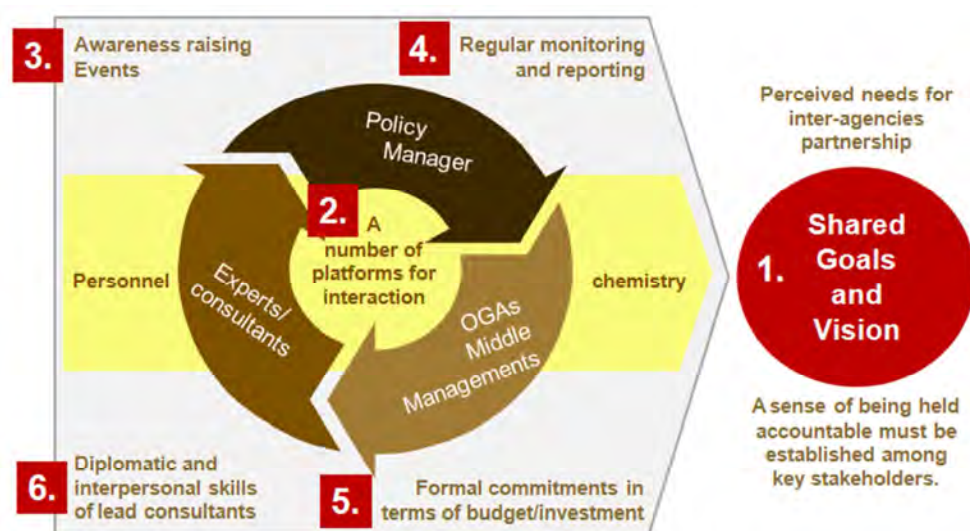 3.
Awareness raising
Events
4.
Regular monitoring
and reporting
Policy
Manager
2.
A
number of
platforms for
interaction
Personnel
chemistry
Experts/
consultants
OGAs
Middle
Managements
6.
Diplomatic and
interpersonal skills
of lead consultants
5.
Formal commitments in
terms of budget/investment
Perceived needs for
inter-agencies
partnership
1.
Shared
Goals
and
Vision
A sense of being held
accountable must be
established among
key stakeholders.